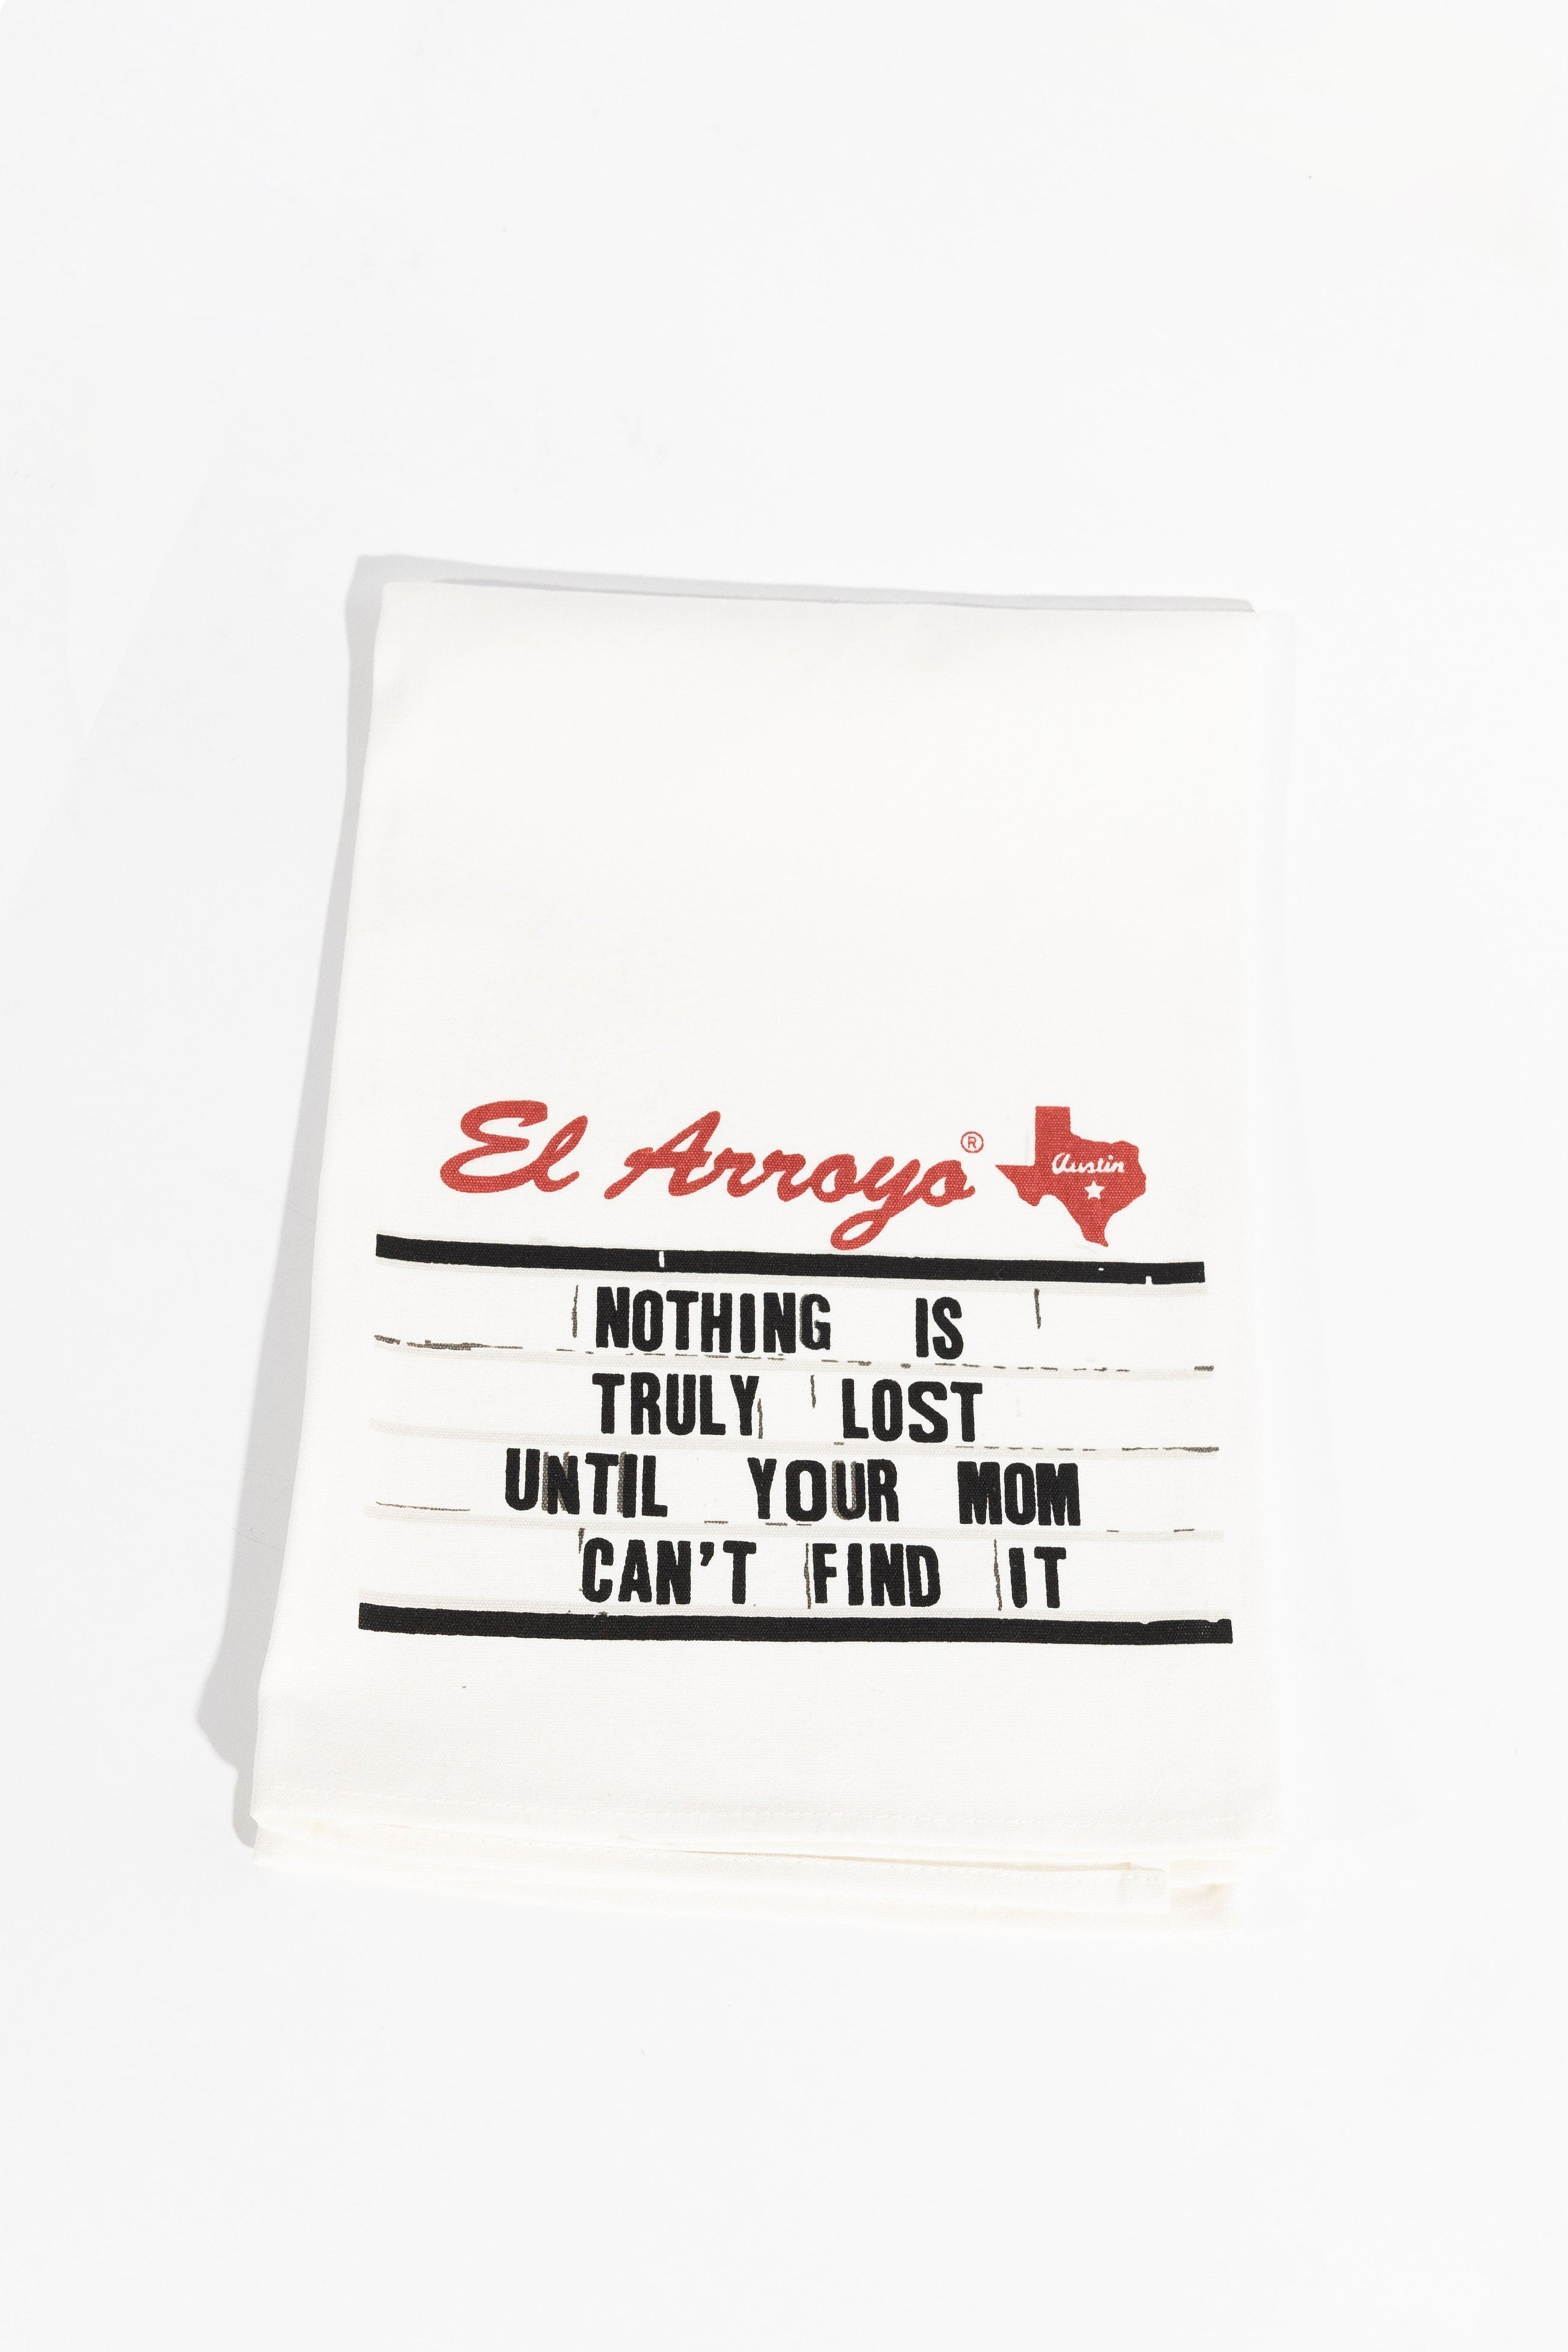 El Arroyo®
Austin
NOTHING IS
TRULY LOST
UNTIL YOUR MOM
CAN'T FIND IT